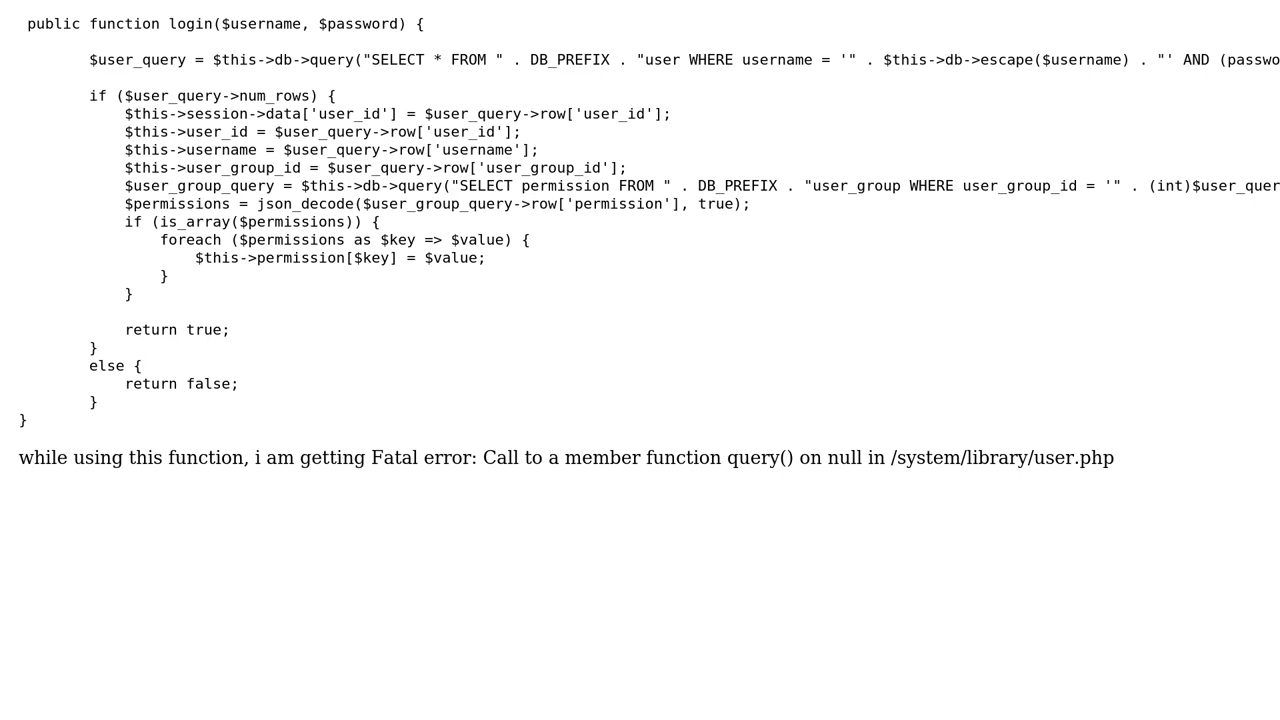 public function login($username, $password) {
$user_query = $this->db->query("SELECT * FROM " . DB_PREFIX . "user WHERE username = '" . $this->db->escape($username) . "' AND (passwo
if ($user_query->num_rows) {
$this->session->data['user_id'] = $user_query->row['user_id'];
$this->user_id = $user_query->row['user_id'];
$this->username = $user_query->row['username'];
$this->user_group_id = $user_query->row['user_group_id'];
$user_group_query = $this->db->query("SELECT permission FROM " . DB_PREFIX . "user_group WHERE user_group_id = '" . (int)$user_quer
$permissions = json_decode($user_group_query->row['permission'], true);
if (is_array($permissions)) {
foreach ($permissions as $key => $value) {
$this->permission[$key] = $value;
}
}
return true;
}
else {
return false;
}
}
while using this function, i am getting Fatal error: Call to a member function query() on null in /system/library/user.php